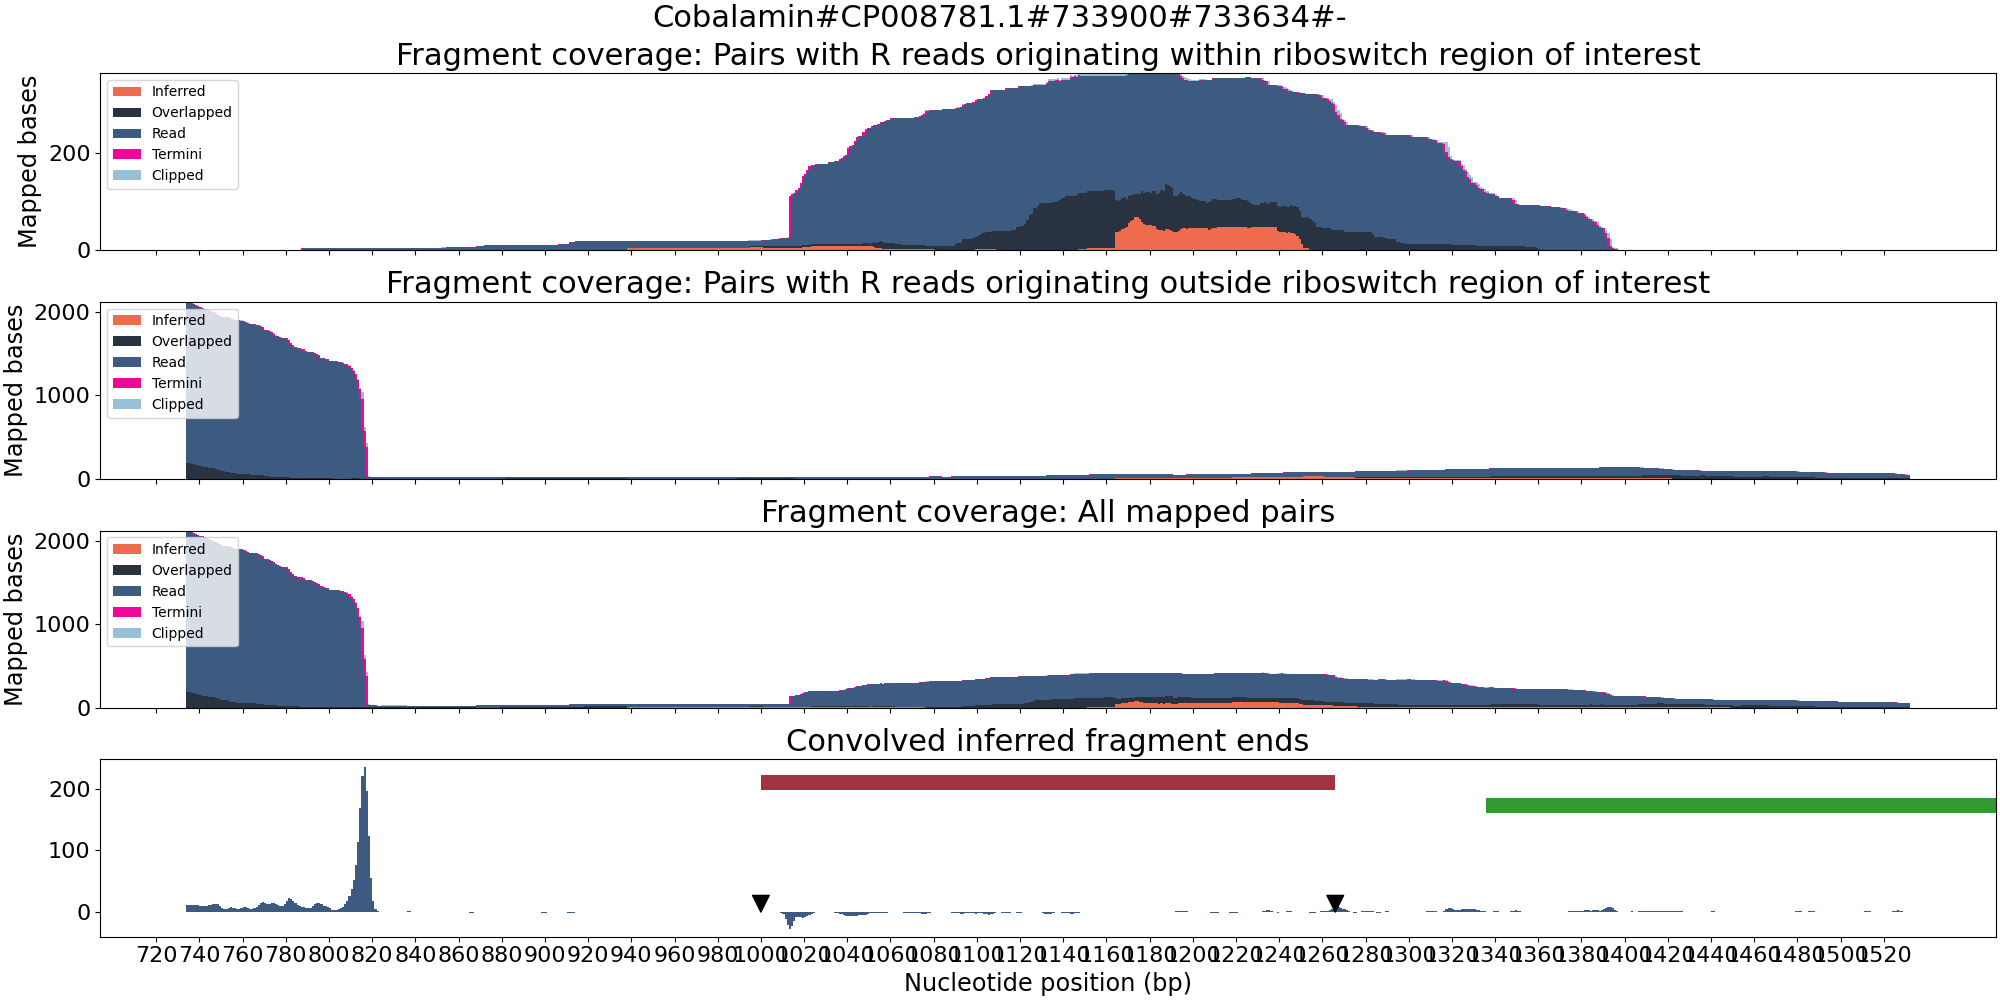 Cobalamin#CP008781.1#733900#733634#-
Fragment coverage: Pairs with R reads originating within riboswitch region of interest
Mapped bases
200
0
Inferred
Overlapped
Read
Termini
Clipped
Fragment coverage: Pairs with R reads originating outside riboswitch region of interest
Mapped bases
2000
1000
0
Inferred
Overlapped
Read
Termini
Clipped
Fragment coverage: All mapped pairs
Mapped bases
2000
1000
0
Inferred
Overlapped
Read
Termini
Clipped
Convolved inferred fragment ends
200
100
0
720 740 760 780 800 820 840 860 880 900 920 940 960 980 1000 1020 1040 1060 1080 1100 1120 1140 1160 1180 1200 1220 1240 1260 1280 1300 1320 1340 1360 1380 1400 1420 1440 1460 1480 1500 1520
Nucleotide position (bp)